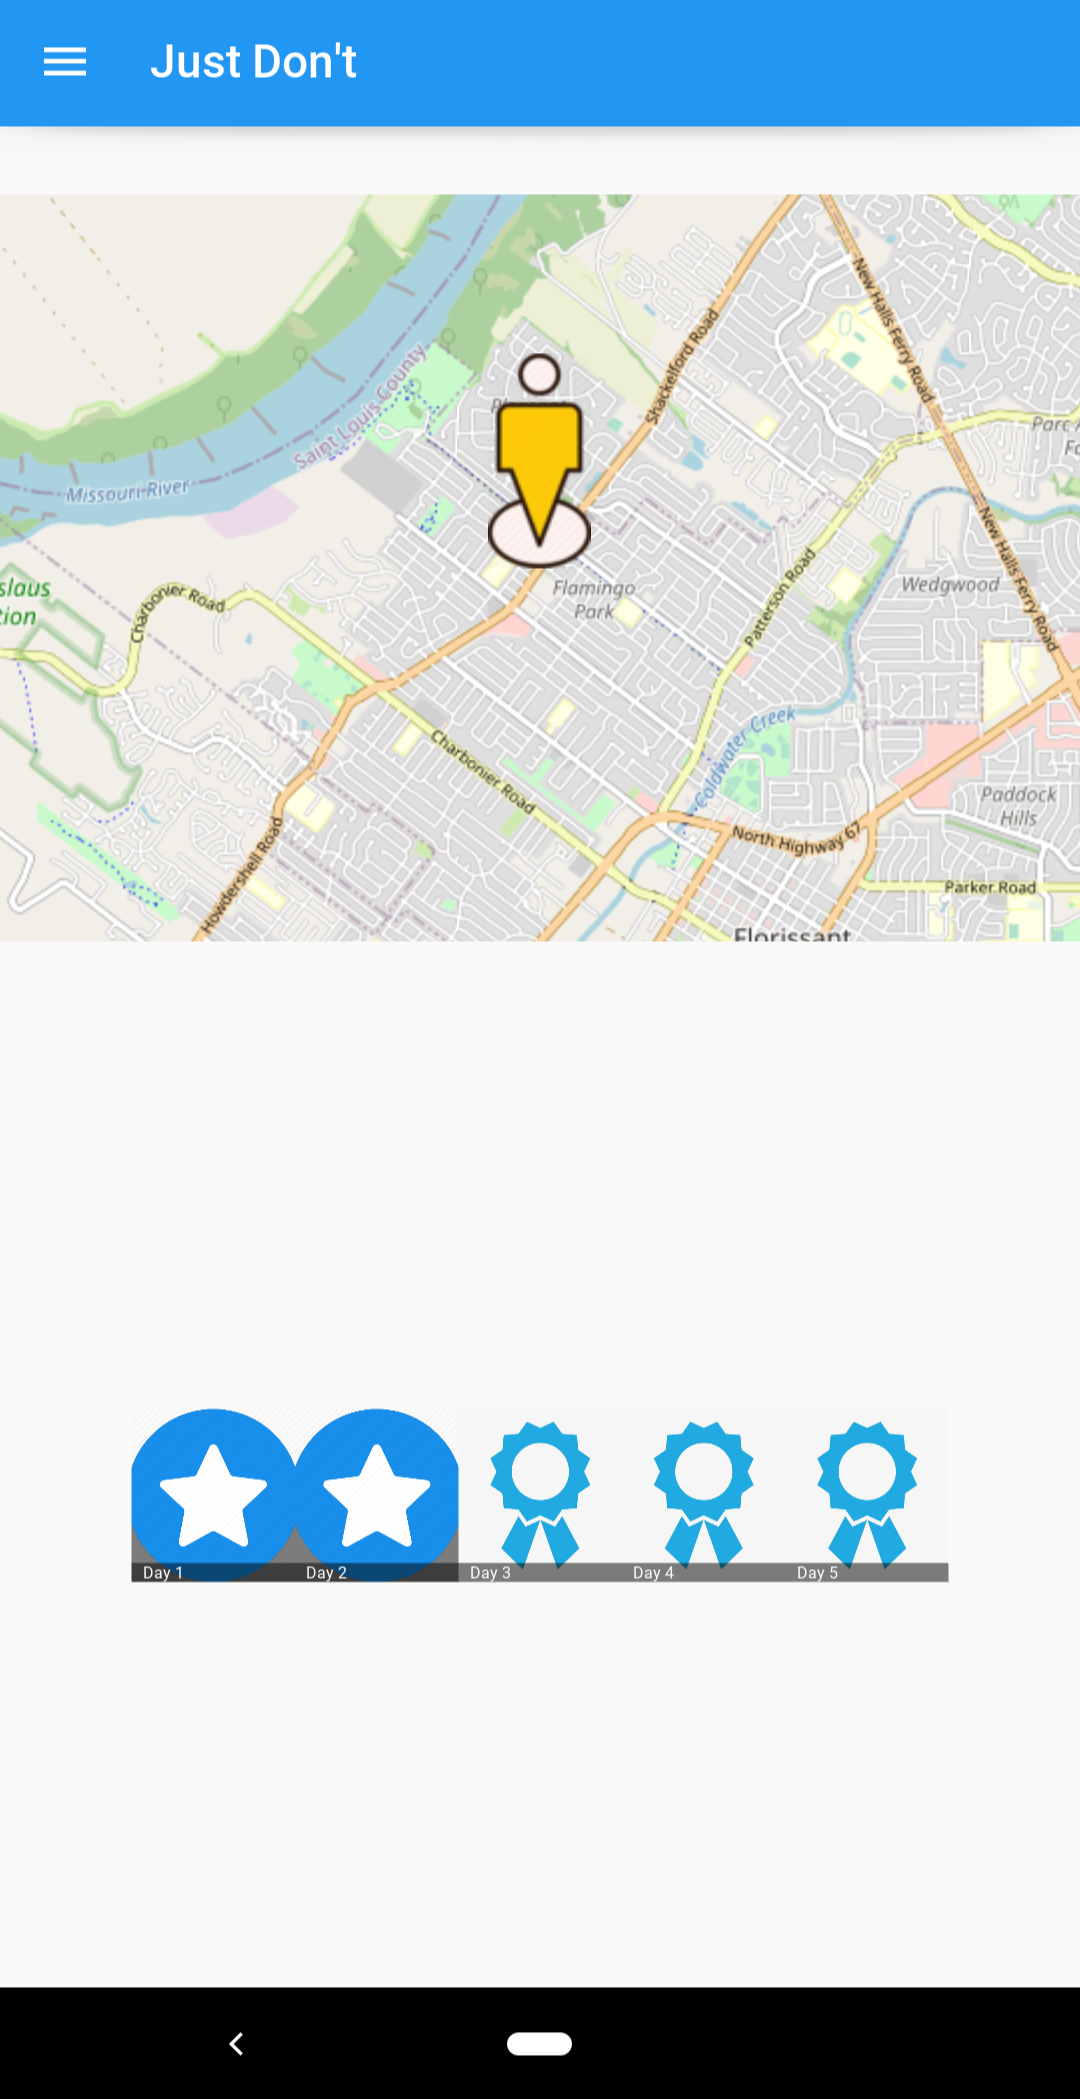 Just Don't
New Halls Ferry Road
Shackelford Road
Saint Louis County
Parc
Missouri River
New Halls Ferry Road
slaus
tion
Charbonier Road
Flamingo
Park
Patterson Road
Wedgwood
Coldwater Creek
Charbonier Road
Paddock
Hills
North Highway 67
Howdershell Road
Parker Road
Florissant
Day 1
Day 2
Day 3
Day 4
Day 5